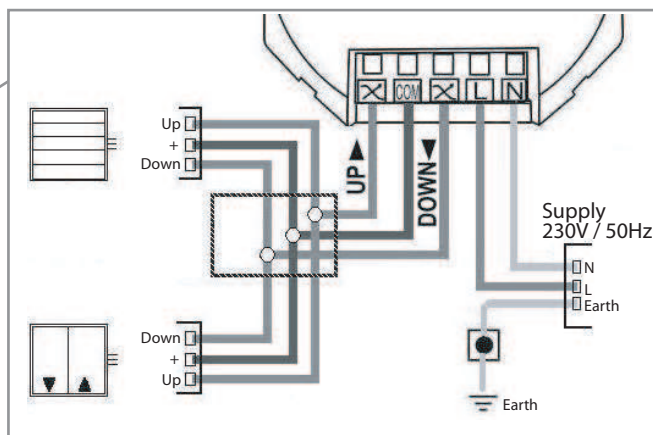 COM L N
Up
+
Down
UP▲
DOWN▼
Supply
230V / 50Hz
N
L
Earth
Down
+
Up
Earth